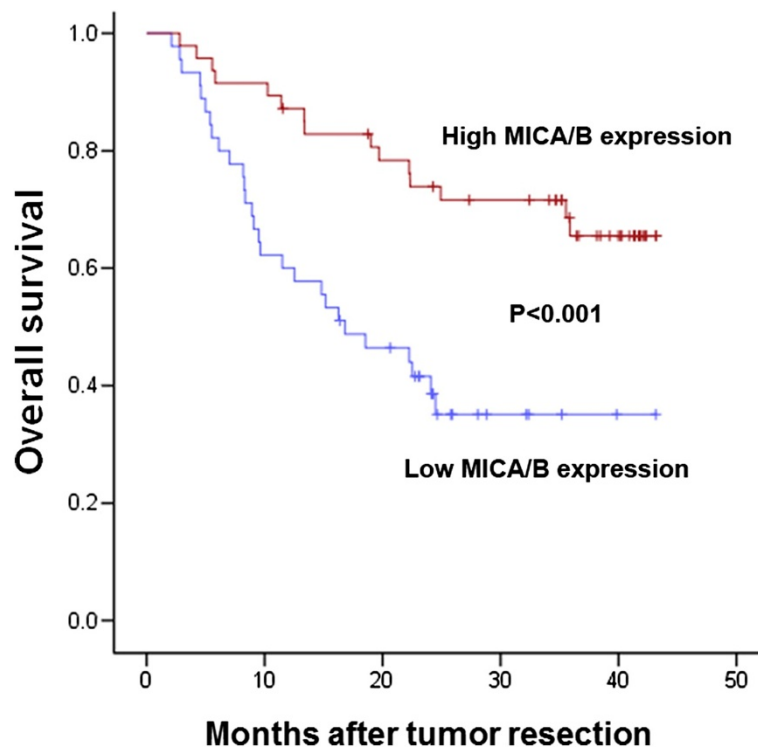 1.0
0.8
0.6
0.4
0.2
0.0
Overall survival
High MICA/B expression
P<0.001
Low MICA/B expression
0 10 20 30 40 50
Months after tumor resection